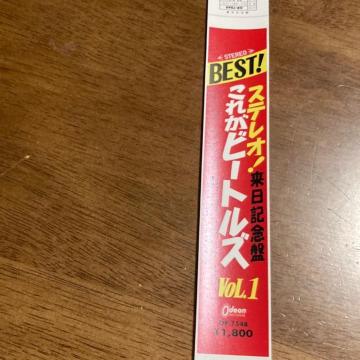 STEREO
BEST!
ステレオ!
来日記念盤
これがビートルズ
VOL.1
Odeon
OP.7548
¥1,800